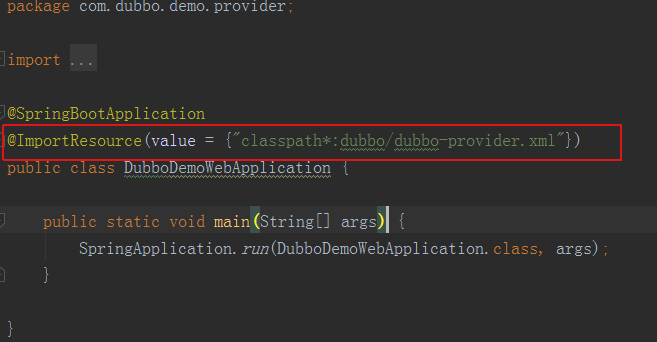 package com.dubbo.demo.provider;
import ...
@SpringBootApplication
@ImportResource(value = {"classpath*:dubbo/dubbo-provider.xml"})
public class DubboDemoWebApplication {
public static void main(String[] args) {
SpringApplication.run(DubboDemoWebApplication.class, args);
}
}